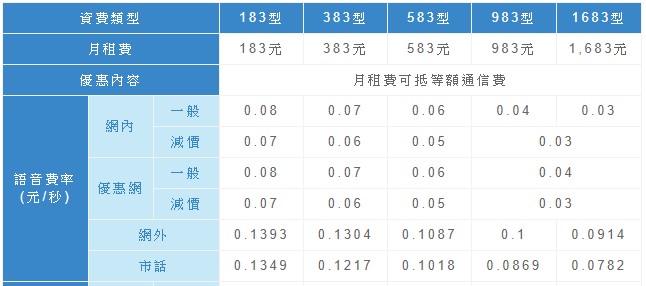 資費類型 183型 383型 583型 983型 1683型
月租費 183元 383元 583元 983元 1,683元
優惠內容 月租費可抵等額通信費
語音費率
(元/秒)
網內 一般 0.08 0.07 0.06 0.04 0.03
減價 0.07 0.06 0.05 0.03
優惠網 一般 0.08 0.07 0.06 0.04
減價 0.07 0.06 0.05 0.03
網外 0.1393 0.1304 0.1087 0.1 0.0914
市話 0.1349 0.1217 0.1018 0.0869 0.0782